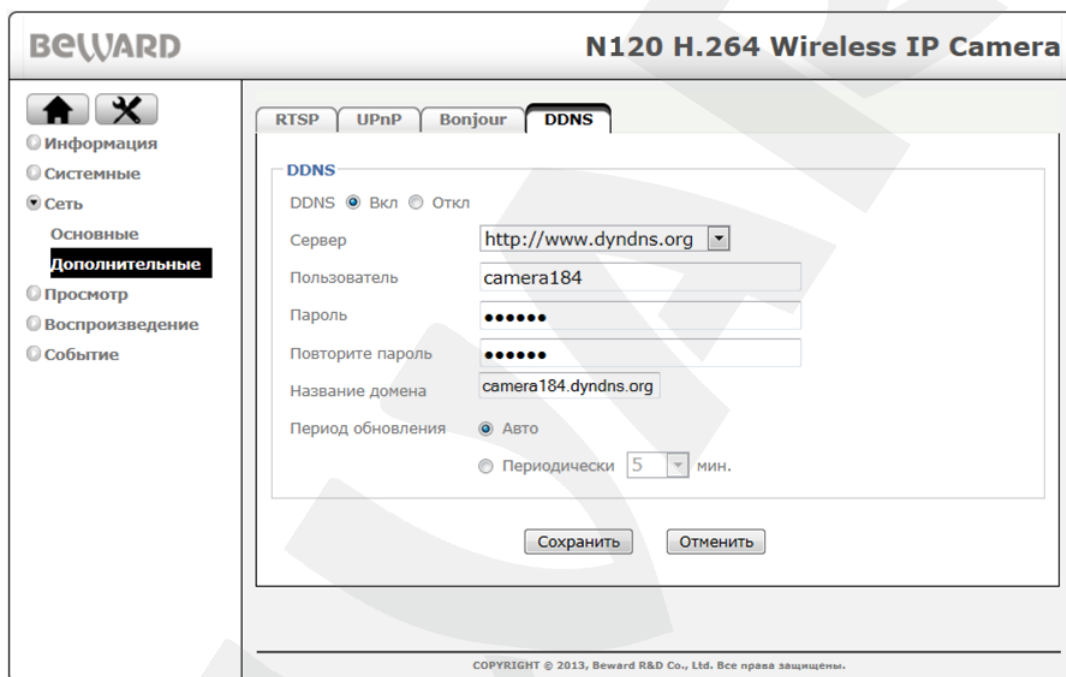 BEWARD
N120 H.264 Wireless IP Camera
Информация
Системные
Сеть
Основные
Дополнительные
Просмотр
Воспроизведение
Событие
RTSP UPnP Bonjour DDNS
DDNS
DDNS Вкл Откл
Сервер http://www.dyndns.org
Пользователь camera184
Пароль ●●●●●●
Повторите пароль ●●●●●●
Название домена camera184.dyndns.org
Период обновления Авто
Периодически 5 мин.
Сохранить Отменить
COPYRIGHT © 2013, Beward R&D Co., Ltd. Все права защищены.